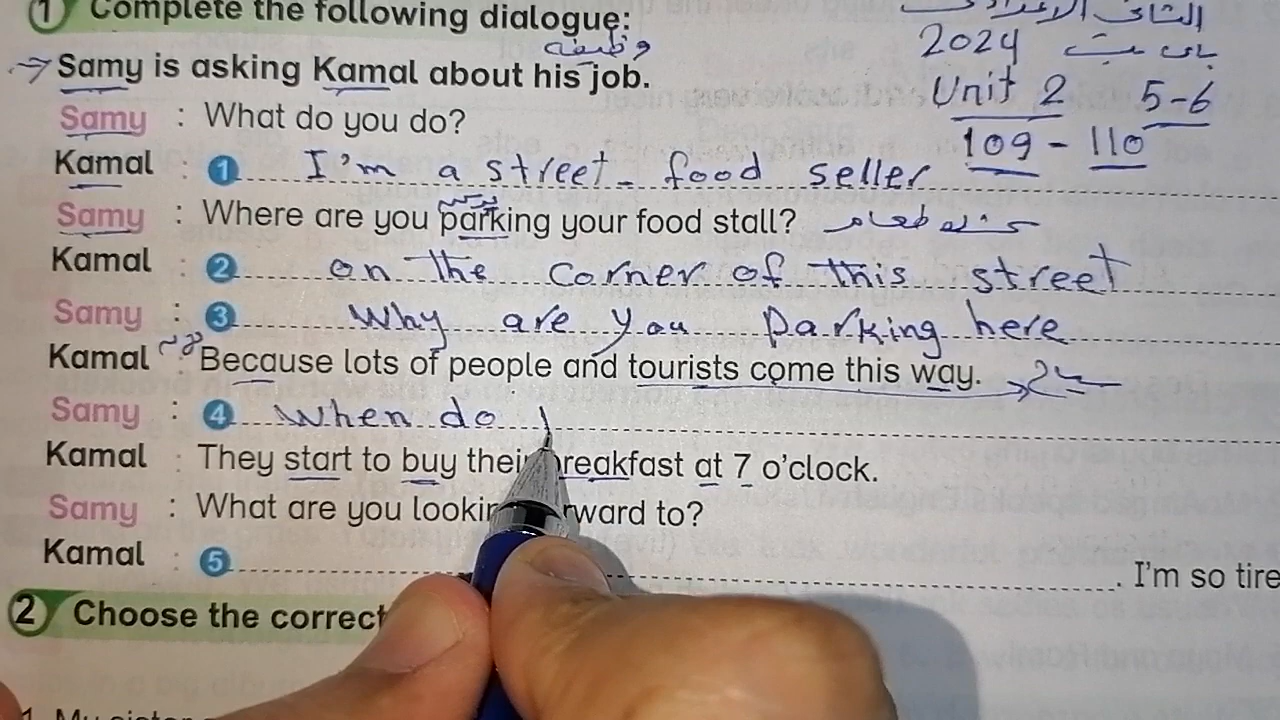 1 Complete the following dialogue:
2024
وظيفة
Samy is asking Kamal about his job.
Unit 2 5-6
109 - 110
Samy : What do you do?
Kamal : 1 I'm a street - food seller
Samy : Where are you parking your food stall?
Kamal : 2 on the corner of this street
Samy : 3 Why are you parking here
Kamal : Because lots of people and tourists come this way.
Samy : 4 When do
Kamal : They start to buy their breakfast at 7 o'clock.
Samy : What are you to?
Kamal : 5 . I'm so tire
2 Choose the correct